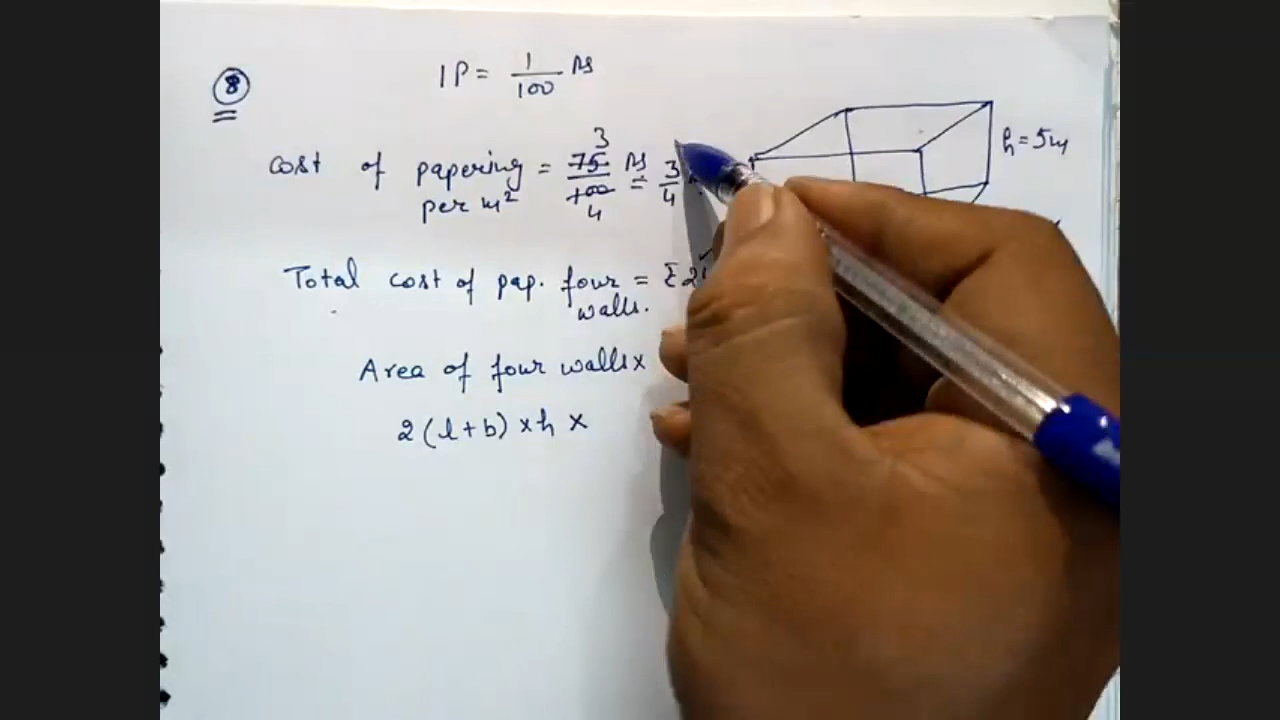 8
1P = 1/100 Rs
h = 5m
cost of papering = 75/100 Rs = 3/4
3
4
per m²
Total cost of pap. four = ₹2
walls.
Area of four walls ×
2(l+b) × h ×